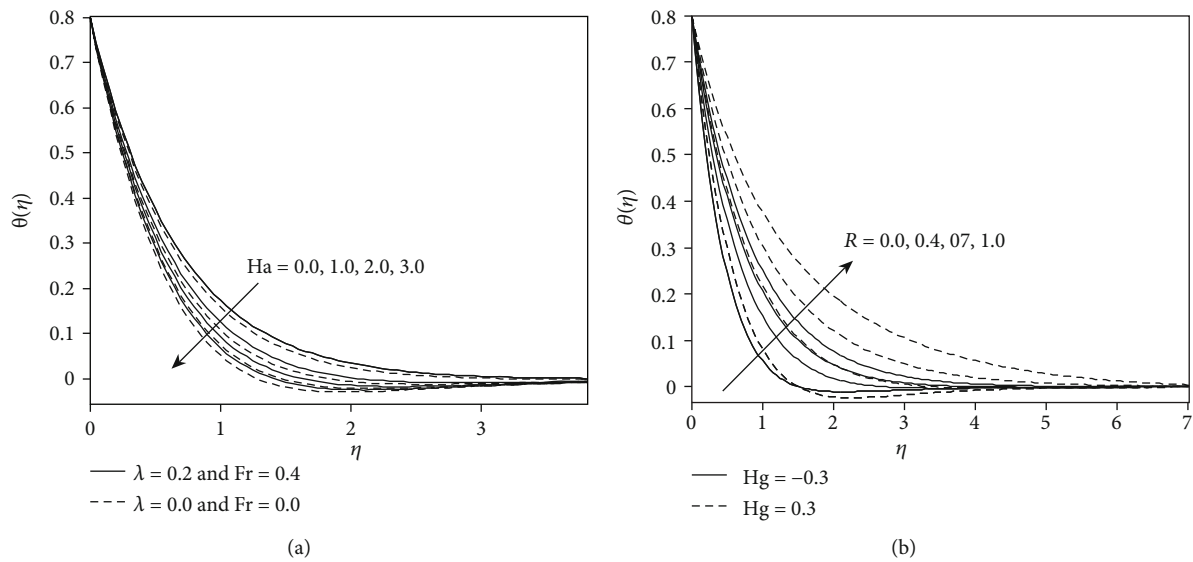 0.8
0.7
0.6
0.5
0.4
0.3
0.2
0.1
0
θ(η)
Ha = 0.0, 1.0, 2.0, 3.0
0 1 2 3
η
λ = 0.2 and Fr = 0.4
λ = 0.0 and Fr = 0.0
(a)
0.8
0.7
0.6
0.5
0.4
0.3
0.2
0.1
0
θ(η)
R = 0.0, 0.4, 07, 1.0
0 1 2 3 4 5 6 7
η
Hg = −0.3
Hg = 0.3
(b)